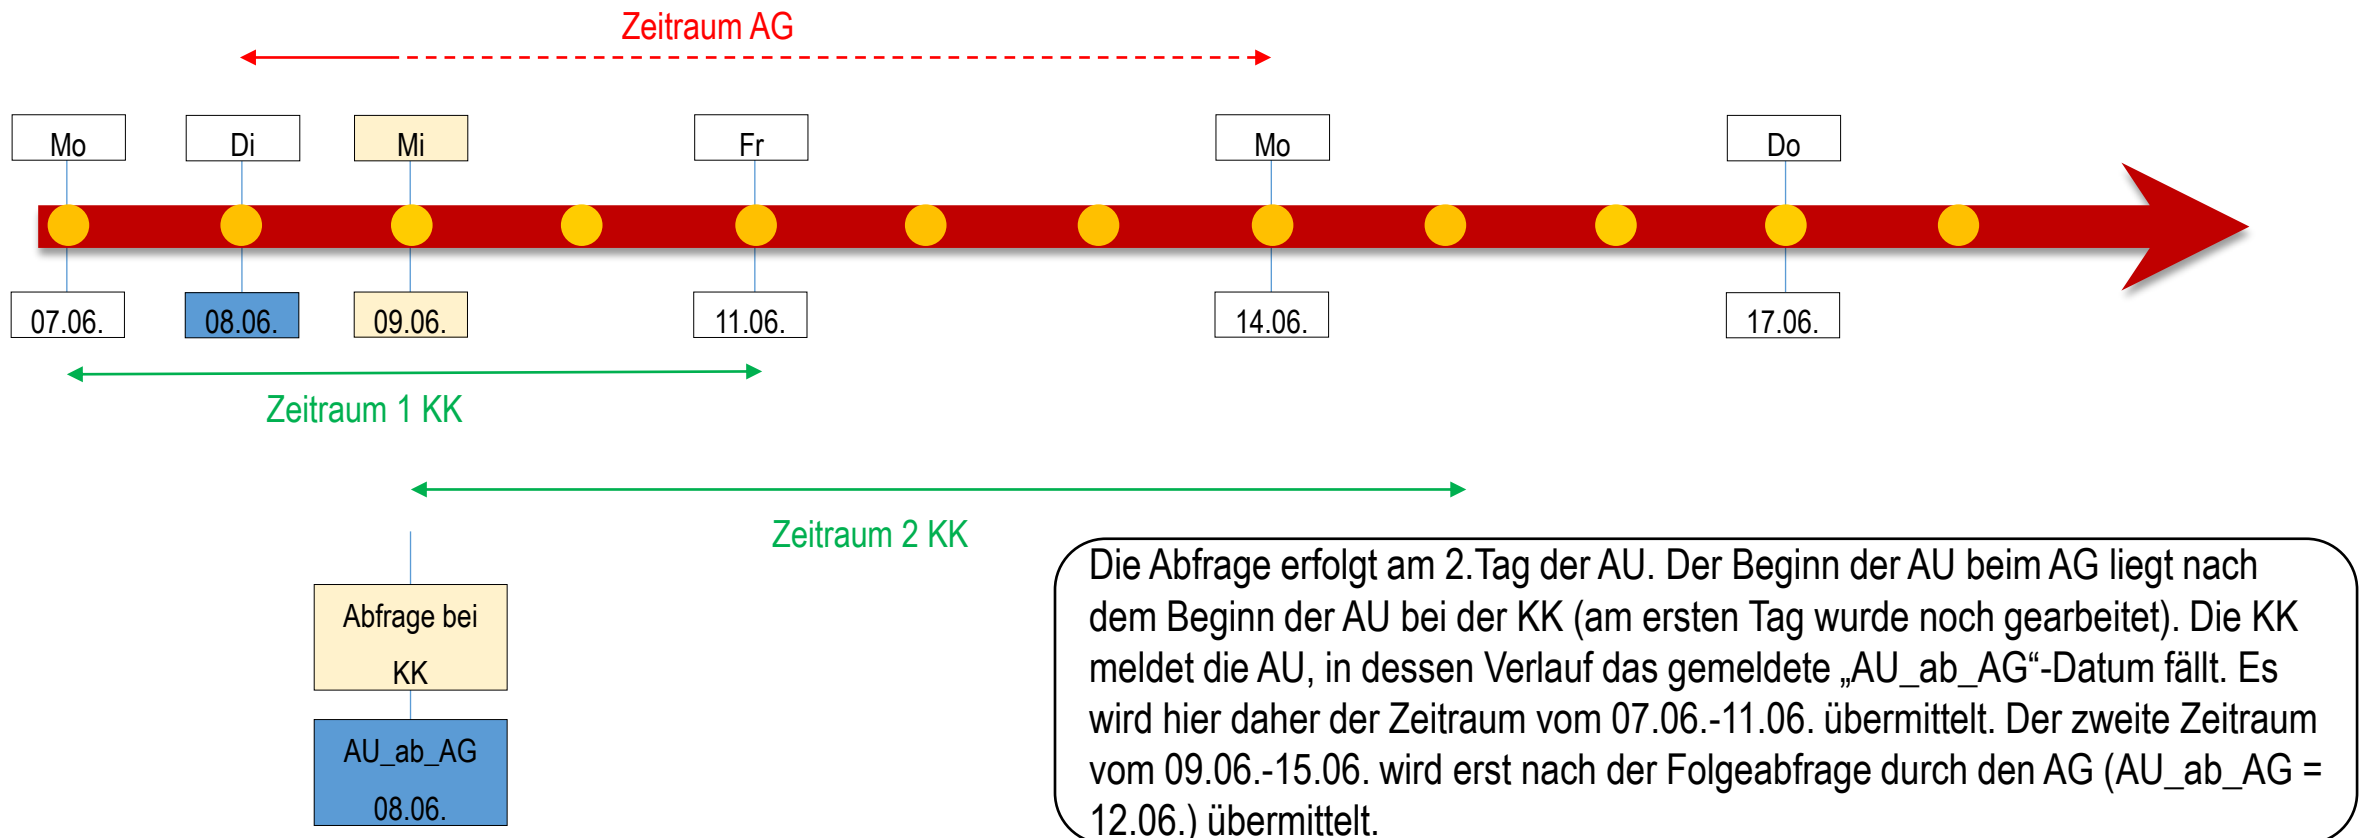 Zeitraum AG
Mo
Di
Mi
Fr
Mo
Do
07.06.
08.06.
09.06.
11.06.
14.06.
17.06.
Zeitraum 1 KK
Zeitraum 2 KK
Abfrage bei
KK
AU_ab_AG
08.06.
Die Abfrage erfolgt am 2.Tag der AU. Der Beginn der AU beim AG liegt nach
dem Beginn der AU bei der KK (am ersten Tag wurde noch gearbeitet). Die KK
meldet die AU, in dessen Verlauf das gemeldete „AU_ab_AG“-Datum fällt. Es
wird hier daher der Zeitraum vom 07.06.-11.06. übermittelt. Der zweite Zeitraum
vom 09.06.-15.06. wird erst nach der Folgeabfrage durch den AG (AU_ab_AG =
12.06.) übermittelt.